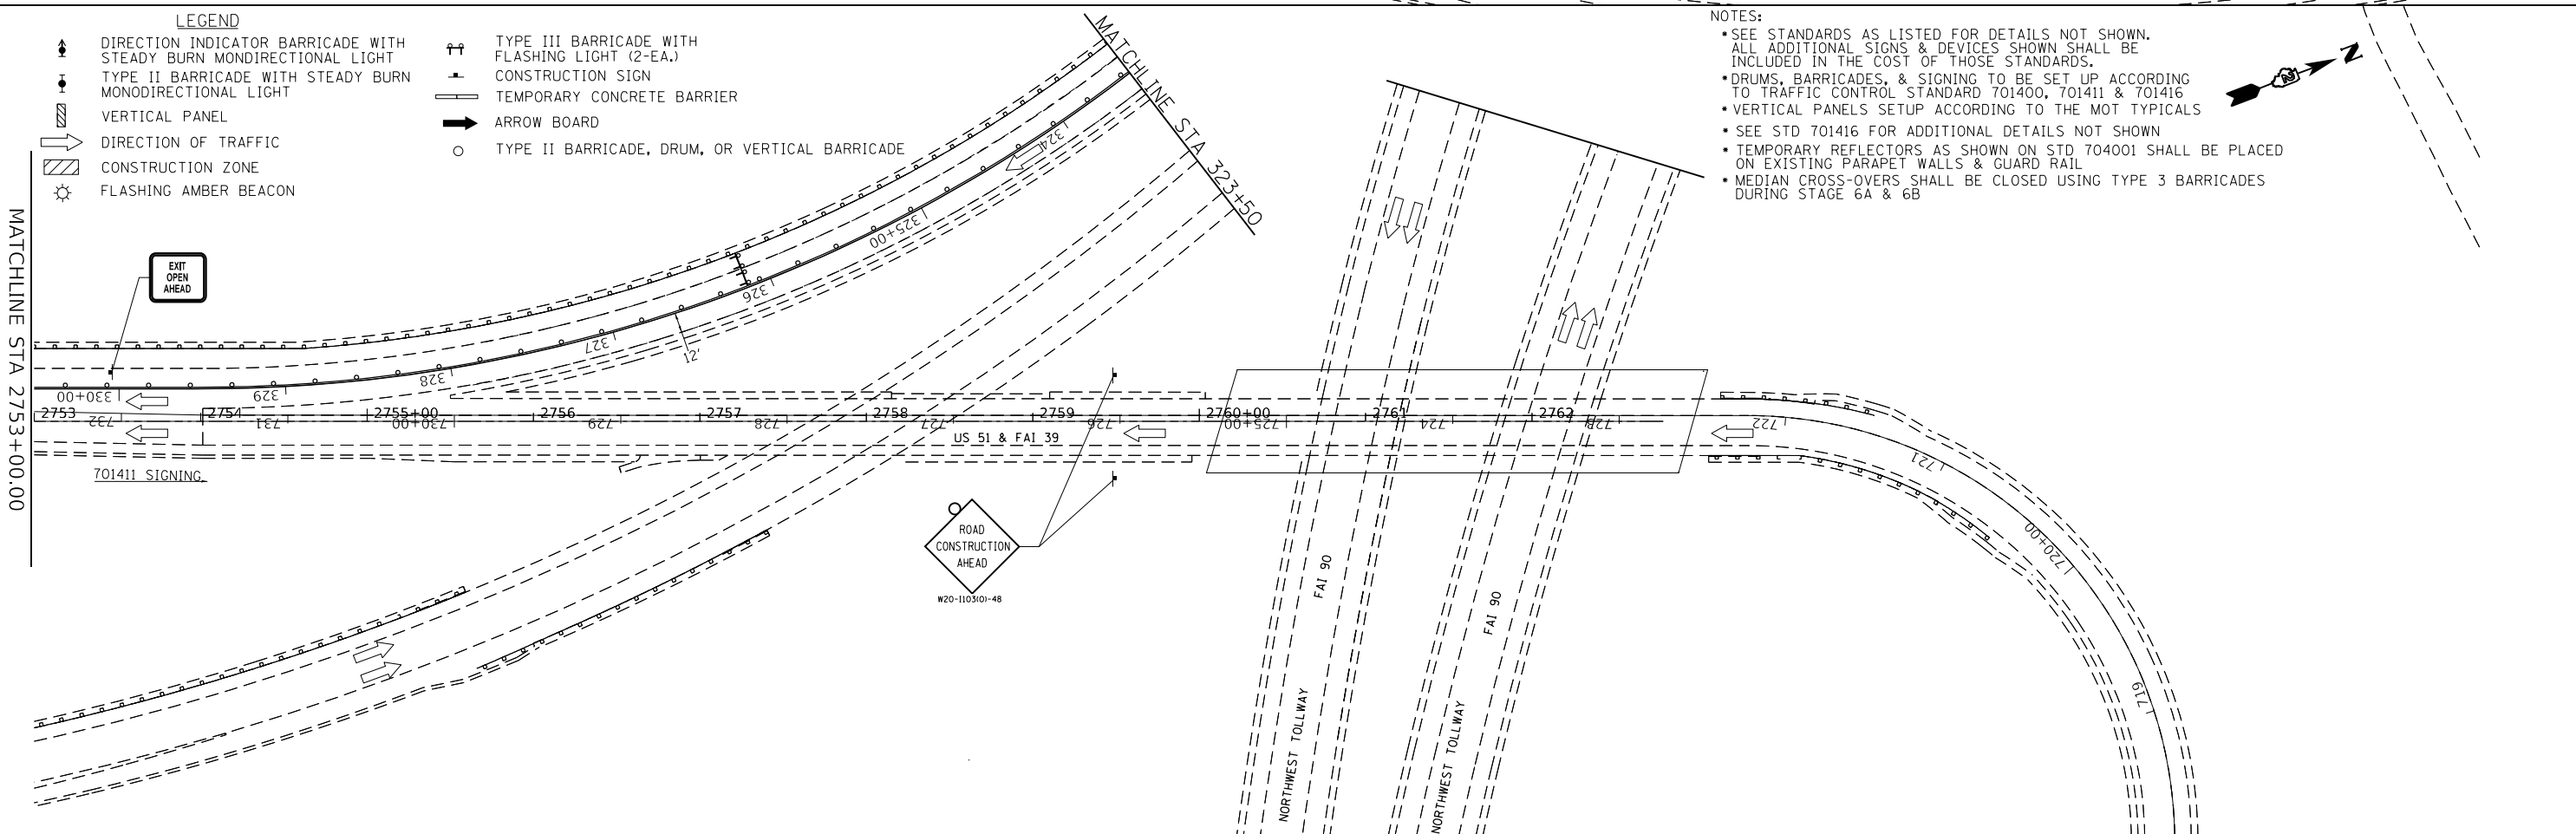 LEGEND
DIRECTION INDICATOR BARRICADE WITH
STEADY BURN MONDIRECTIONAL LIGHT
TYPE II BARRICADE WITH STEADY BURN
MONODIRECTIONAL LIGHT
VERTICAL PANEL
DIRECTION OF TRAFFIC
CONSTRUCTION ZONE
FLASHING AMBER BEACON
TYPE III BARRICADE WITH
FLASHING LIGHT (2-EA.)
CONSTRUCTION SIGN
TEMPORARY CONCRETE BARRIER
ARROW BOARD
TYPE II BARRICADE, DRUM, OR VERTICAL BARRICADE
NOTES:
* SEE STANDARDS AS LISTED FOR DETAILS NOT SHOWN.
ALL ADDITIONAL SIGNS & DEVICES SHOWN SHALL BE
INCLUDED IN THE COST OF THOSE STANDARDS.
* DRUMS, BARRICADES, & SIGNING TO BE SET UP ACCORDING
TO TRAFFIC CONTROL STANDARD 701400, 701411 & 701416
* VERTICAL PANELS SETUP ACCORDING TO THE MOT TYPICALS
* SEE STD 701416 FOR ADDITIONAL DETAILS NOT SHOWN
* TEMPORARY REFLECTORS AS SHOWN ON STD 704001 SHALL BE PLACED
ON EXISTING PARAPET WALLS & GUARD RAIL
* MEDIAN CROSS-OVERS SHALL BE CLOSED USING TYPE 3 BARRICADES
DURING STAGE 6A & 6B
N
MATCHLINE STA 323+50
MATCHLINE STA 2753+00.00
EXIT
OPEN
AHEAD
324
325+00
326
327
12'
328
329
330+00
2753
2754
2755+00
2756
2757
2758
2759
2760+00
2761
2762
732
731
730+00
729
728
727
726
725+00
724
723
722
721
720+00
719
US 51 & FAI 39
701411 SIGNING
ROAD
CONSTRUCTION
AHEAD
W20-1103(0)-48
FAI 90
FAI 90
NORTHWEST TOLLWAY
NORTHWEST TOLLWAY